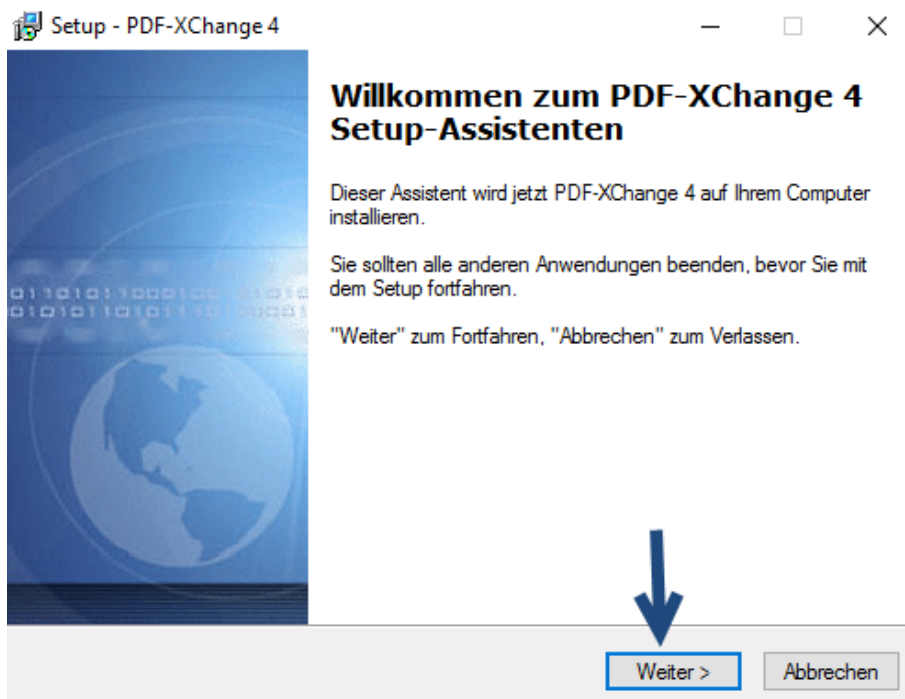 Setup - PDF-XChange 4
Willkommen zum PDF-XChange 4
Setup-Assistenten
Dieser Assistent wird jetzt PDF-XChange 4 auf Ihrem Computer
installieren.
Sie sollten alle anderen Anwendungen beenden, bevor Sie mit
dem Setup fortfahren.
"Weiter" zum Fortfahren, "Abbrechen" zum Verlassen.
Weiter >
Abbrechen